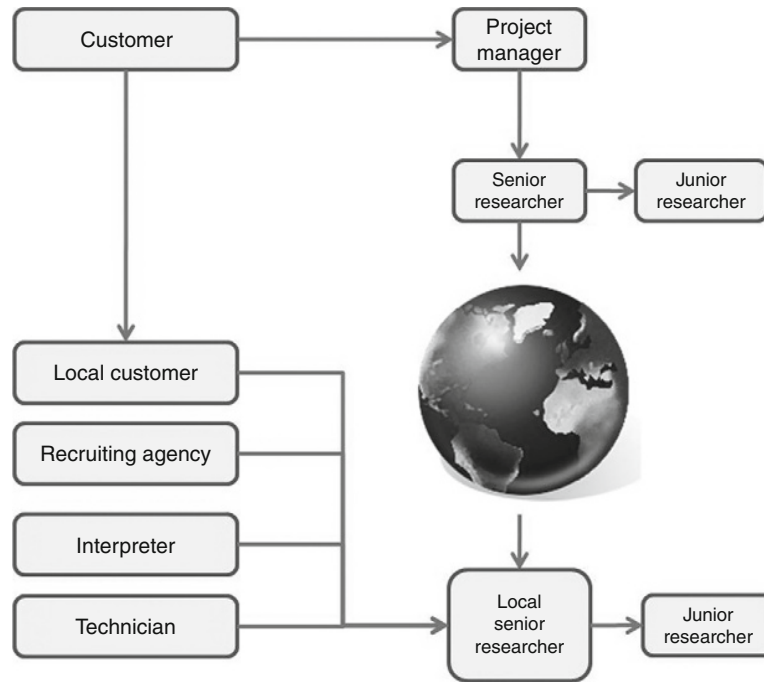 Customer
Project
manager
Senior
researcher
Junior
researcher
Local customer
Recruiting agency
Interpreter
Technician
Local
senior
researcher
Junior
researcher